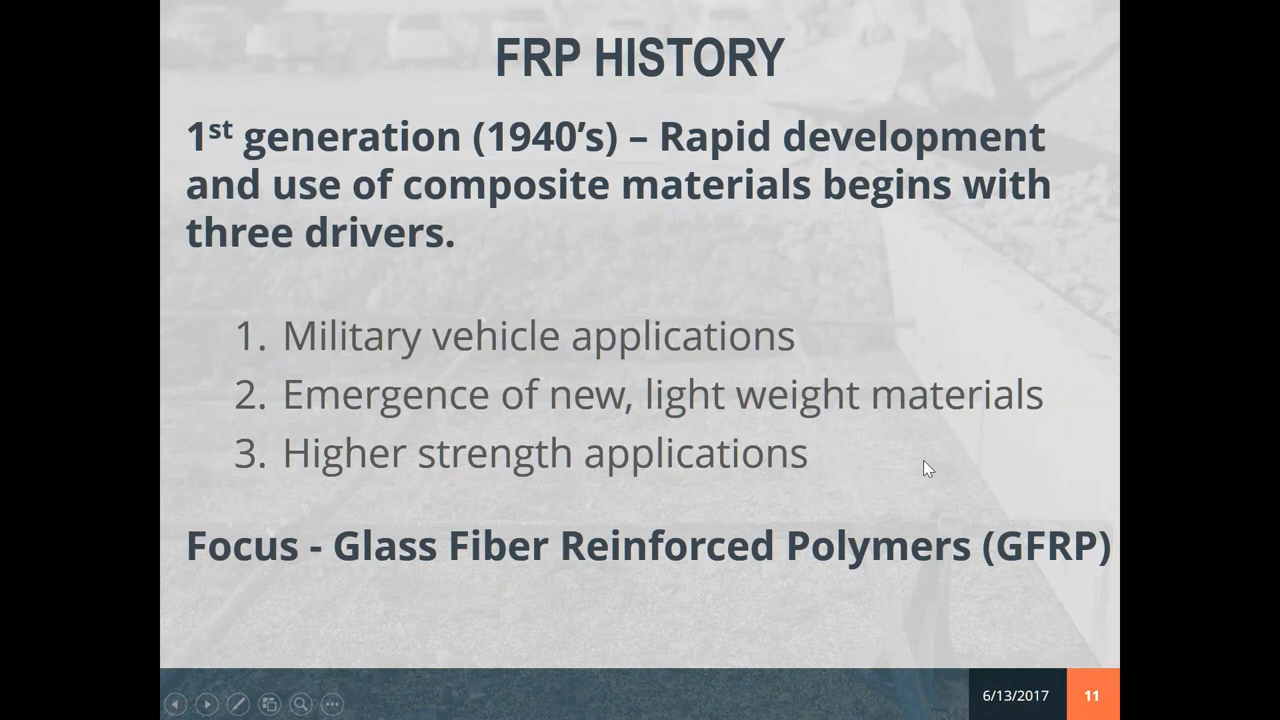 FRP HISTORY
1st generation (1940’s) – Rapid development
and use of composite materials begins with
three drivers.
1. Military vehicle applications
2. Emergence of new, light weight materials
3. Higher strength applications
Focus - Glass Fiber Reinforced Polymers (GFRP)
6/13/2017
11